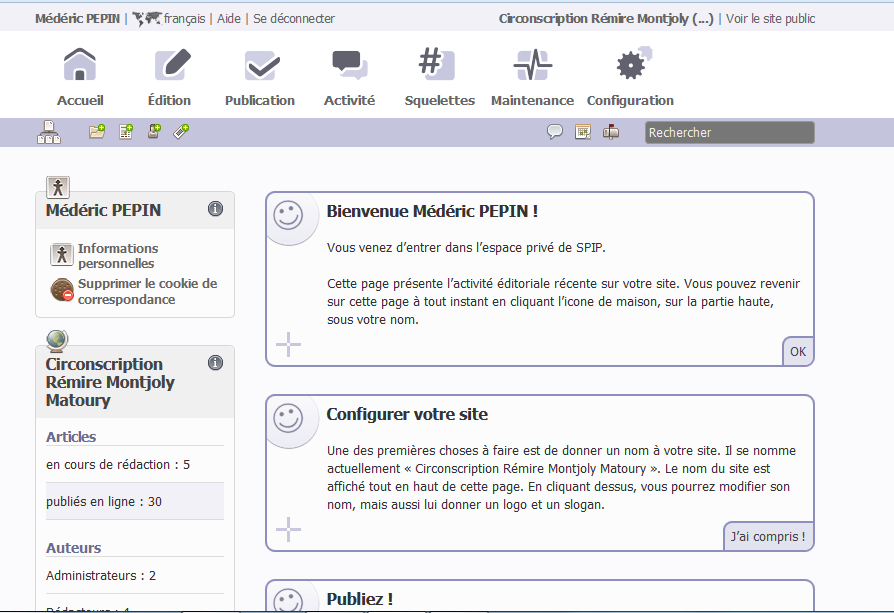 Médéric PEPIN | français | Aide | Se déconnecter
Circonscription Rémire Montjoly (...) | Voir le site public
Accueil
Édition
Publication
Activité
Squelettes
Maintenance
Configuration
Rechercher
Médéric PEPIN
Informations
personnelles
Supprimer le cookie de
correspondance
Circonscription
Rémire Montjoly
Matoury
Articles
en cours de rédaction : 5
publiés en ligne : 30
Auteurs
Administrateurs : 2
Bienvenue Médéric PEPIN !
Vous venez d’entrer dans l’espace privé de SPIP.
Cette page présente l’activité éditoriale récente sur votre site. Vous pouvez revenir
sur cette page à tout instant en cliquant l’icone de maison, sur la partie haute,
sous votre nom.
OK
Configurer votre site
Une des premières choses à faire est de donner un nom à votre site. Il se nomme
actuellement « Circonscription Rémire Montjoly Matoury ». Le nom du site est
affiché tout en haut de cette page. En cliquant dessus, vous pourrez modifier son
nom, mais aussi lui donner un logo et un slogan.
J’ai compris !
Publiez !